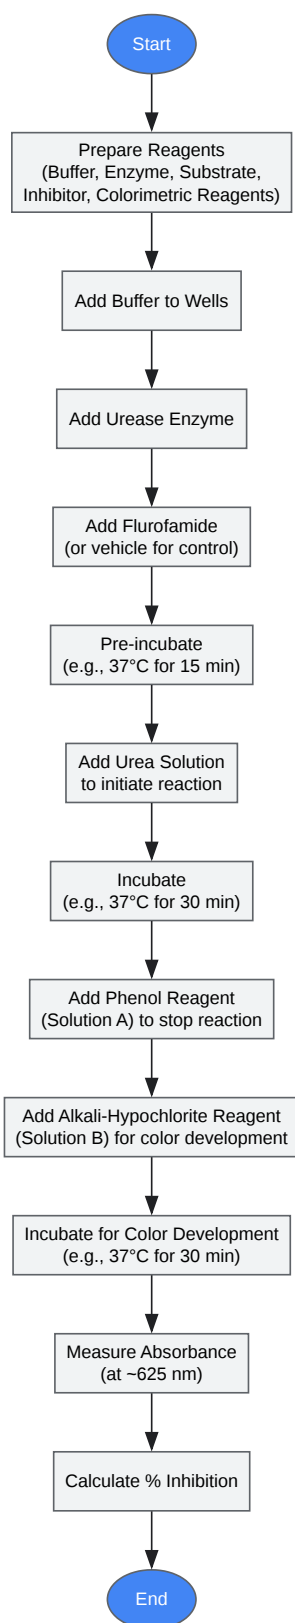 Start
Prepare Reagents
(Buffer, Enzyme, Substrate,
Inhibitor, Colorimetric Reagents)
Add Buffer to Wells
Add Urease Enzyme
Add Flurofamide
(or vehicle for control)
Pre-incubate
(e.g., 37°C for 15 min)
Add Urea Solution
to initiate reaction
Incubate
(e.g., 37°C for 30 min)
Add Phenol Reagent
(Solution A) to stop reaction
Add Alkali-Hypochlorite Reagent
(Solution B) for color development
Incubate for Color Development
(e.g., 37°C for 30 min)
Measure Absorbance
(at ~625 nm)
Calculate % Inhibition
End